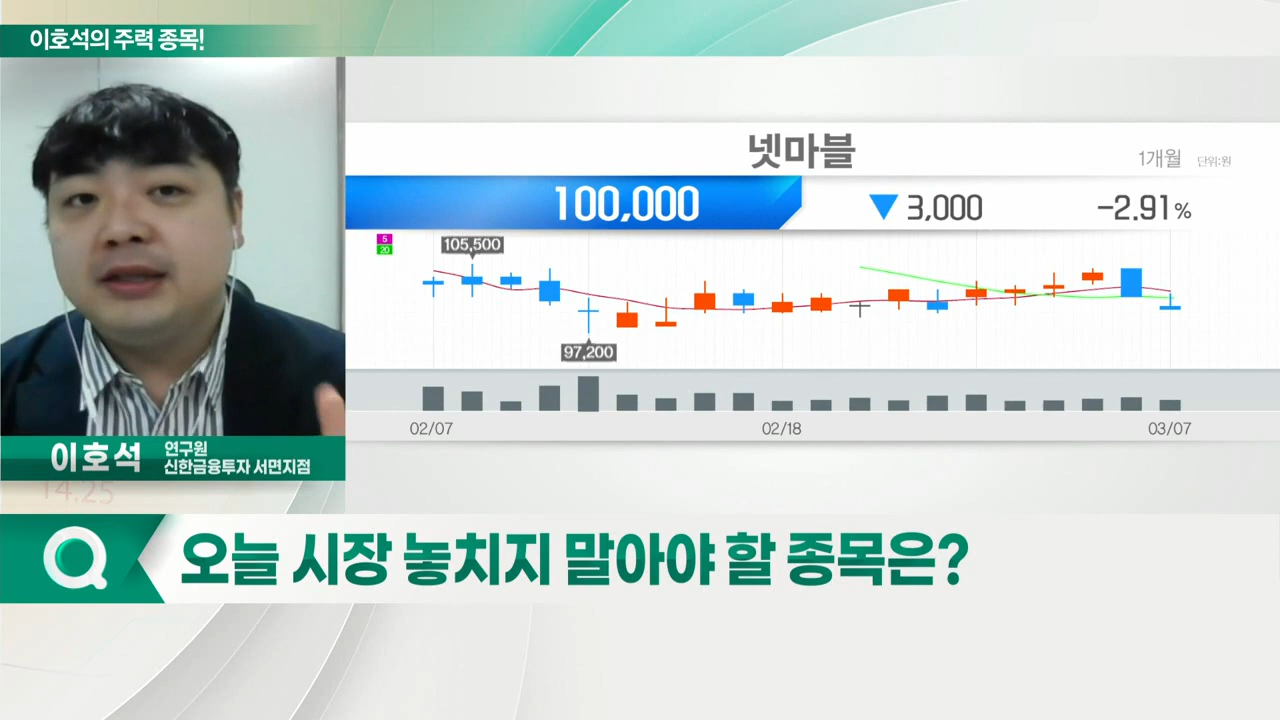 이호석의 주력 종목!
넷마블
1개월 단위:원
100,000 ▼ 3,000 -2.91%
5
20
105,500
97,200
02/07 02/18 03/07
이호석 연구원
신한금융투자 서면지점
14.25
Q 오늘 시장 놓치지 말아야 할 종목은?